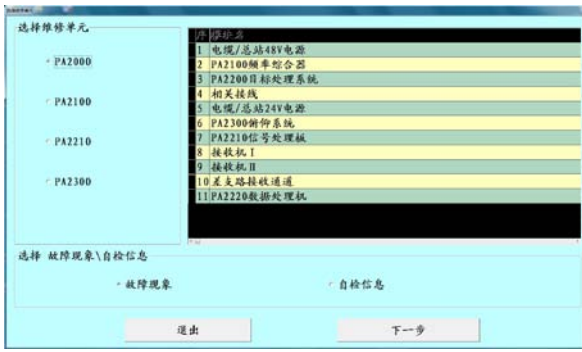 选择维修单元
PA2000
PA2100
PA2210
PA2300
序 模块名
1 电缆/总站48V电源
2 PA2100频率综合器
3 PA2200目标处理系统
4 相关接线
5 电缆/总站24V电源
6 PA2300俯仰系统
7 PA2210信号处理板
8 接收机I
9 接收机II
10 差支路接收通道
11 PA2220数据处理机
选择 故障现象\自检信息
故障现象
自检信息
退出
下一步